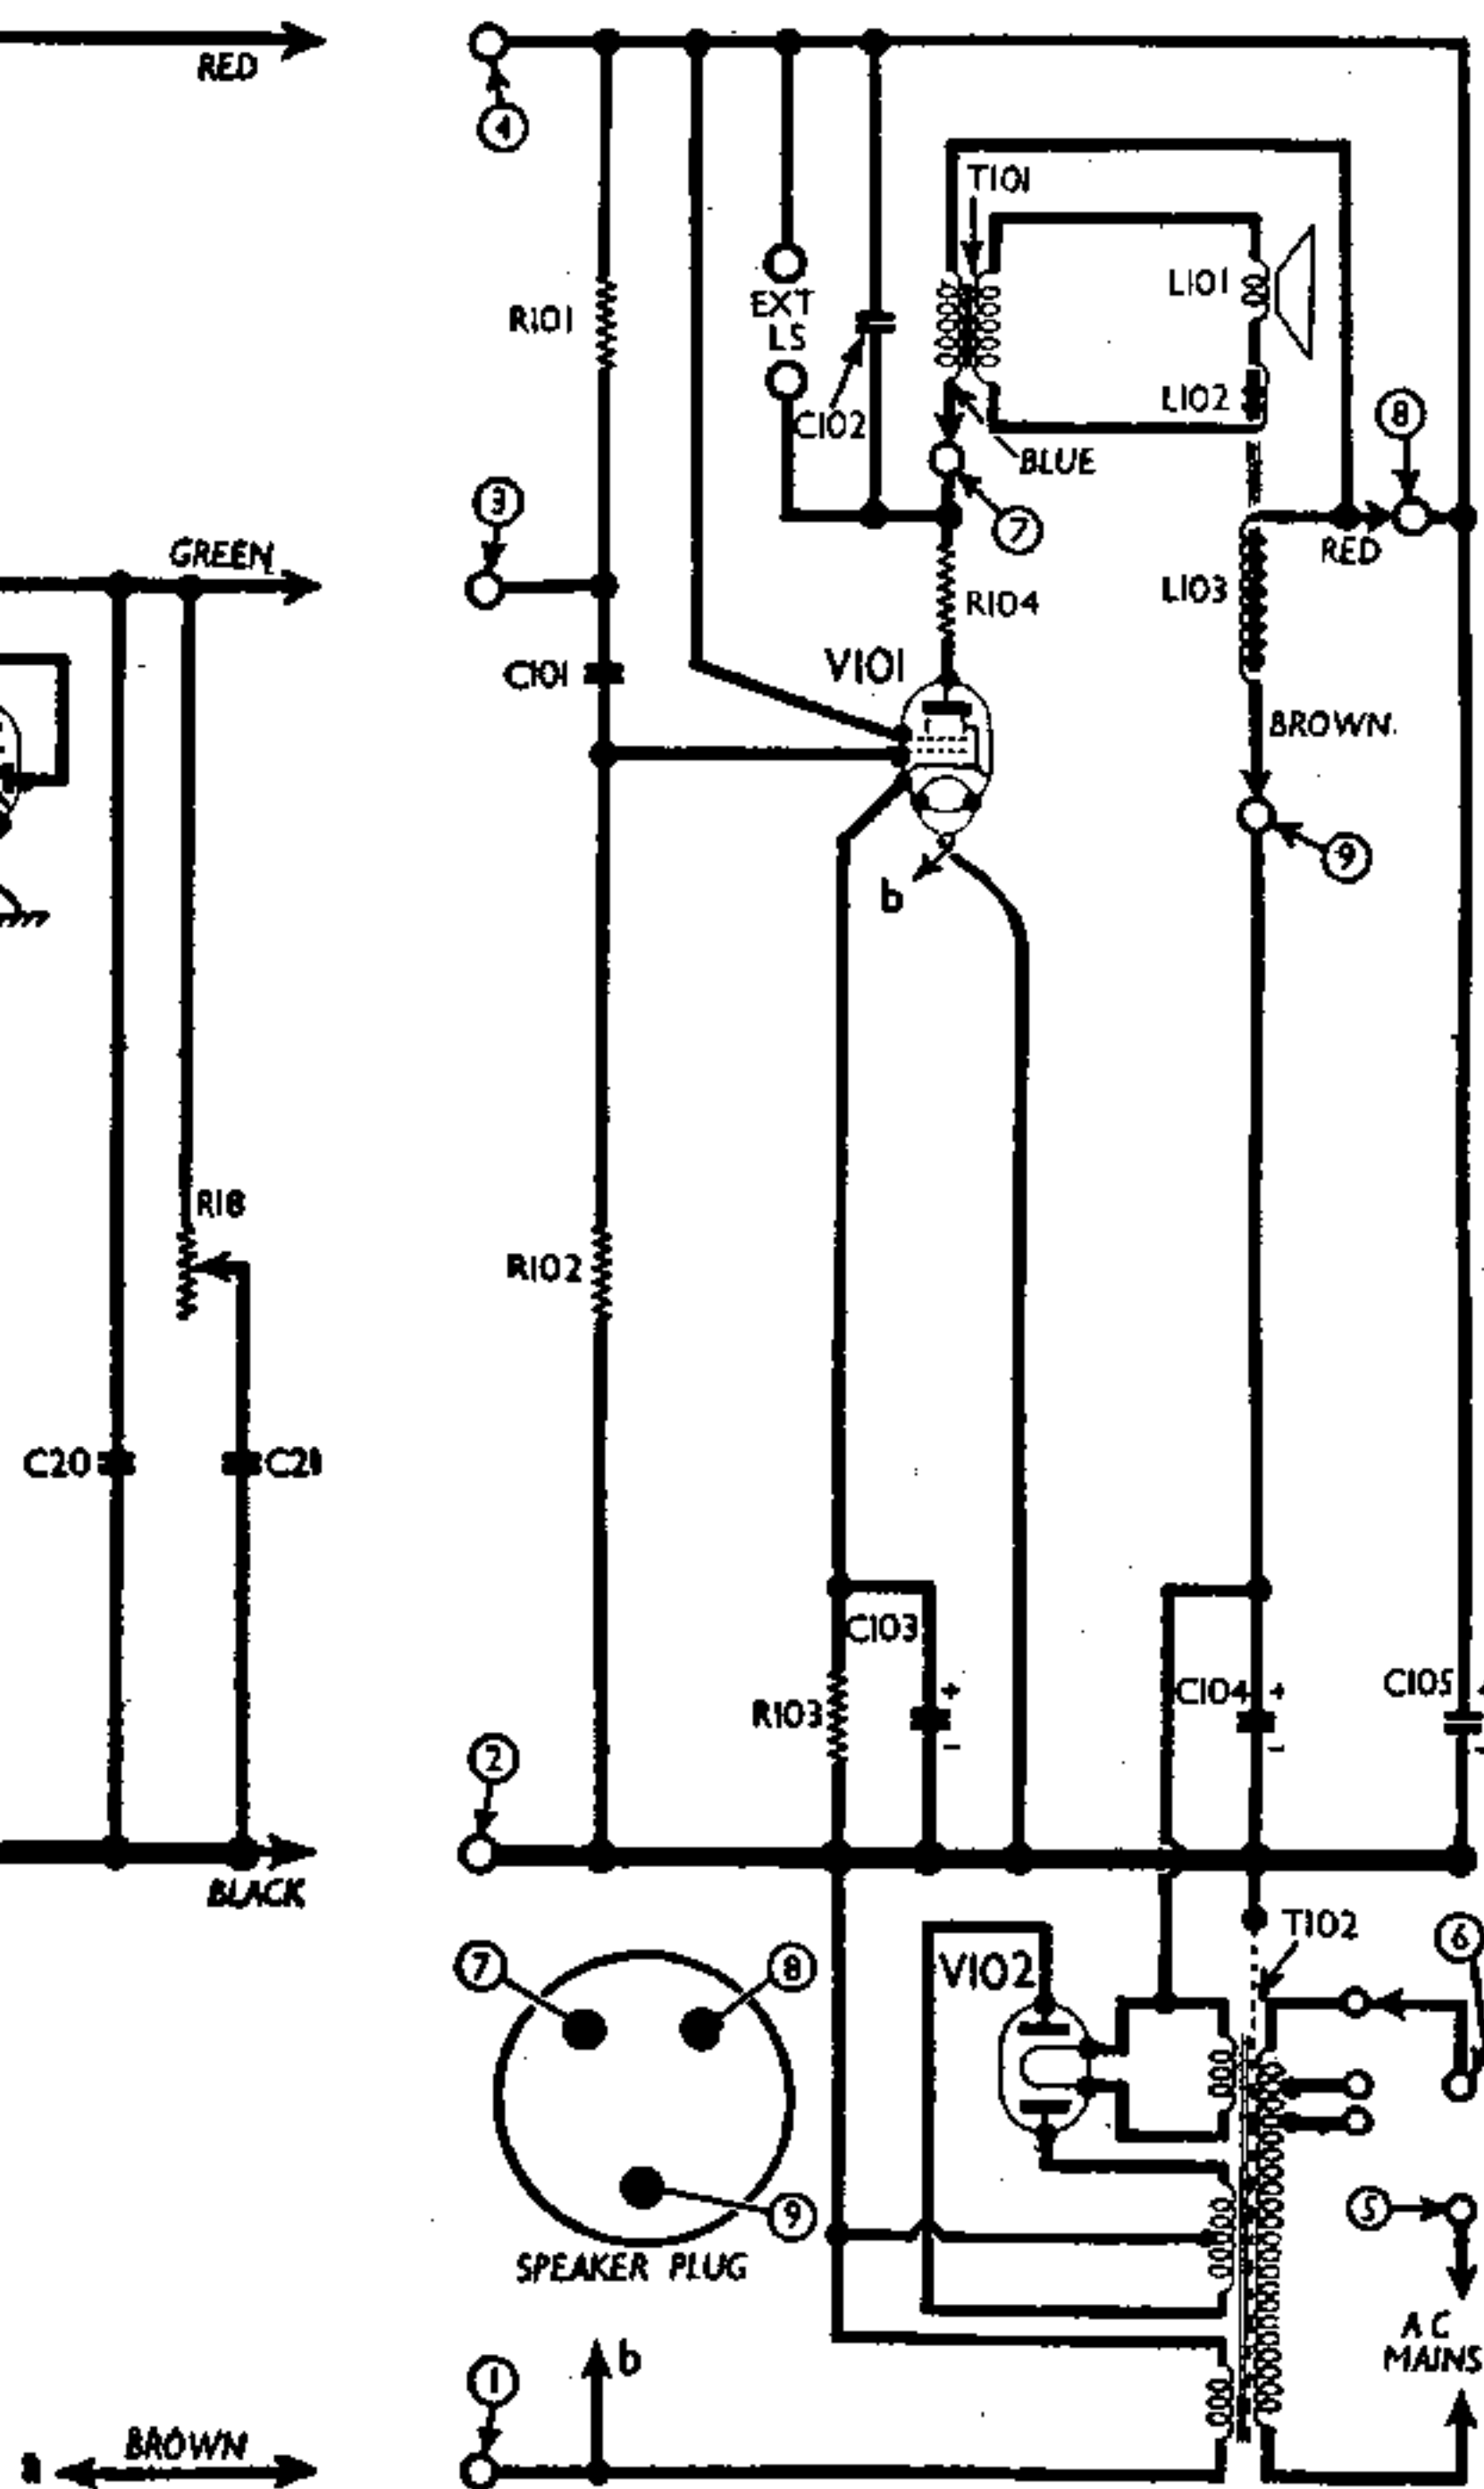 RED
4
T101
R101
EXT
LS
L101
C102
L102
8
BLUE
3
7
GREEN
RED
R104
L103
C101
V101
BROWN
9
b
R18
R102
C20
C21
C103
C104
+
-
C105
R103
+
-
2
BLACK
T102
6
7
8
V102
9
5
SPEAKER PLUG
AC
MAINS
b
1
a
BROWN